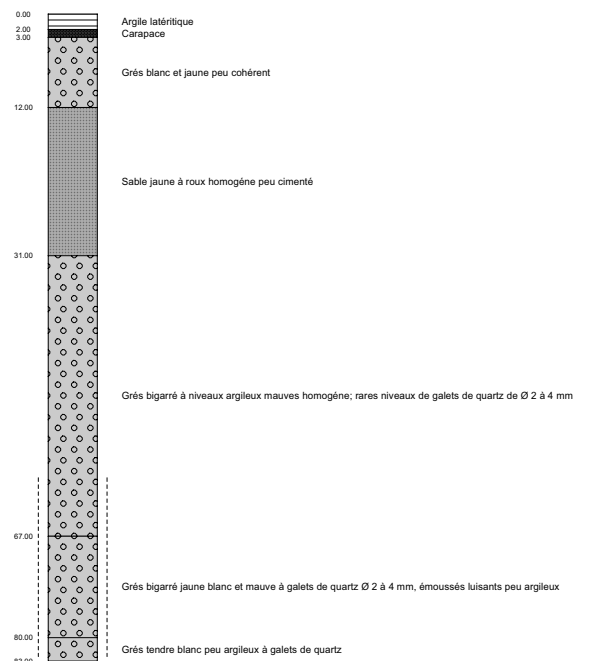 0.00
Argile latéritique
2.00
Carapace
3.00
Grés blanc et jaune peu cohérent
12.00
Sable jaune à roux homogéne peu cimenté
31.00
Grés bigarré à niveaux argileux mauves homogéne; rares niveaux de galets de quartz de Ø 2 à 4 mm
67.00
Grés bigarré jaune blanc et mauve à galets de quartz Ø 2 à 4 mm, émoussés luisants peu argileux
80.00
Grés tendre blanc peu argileux à galets de quartz